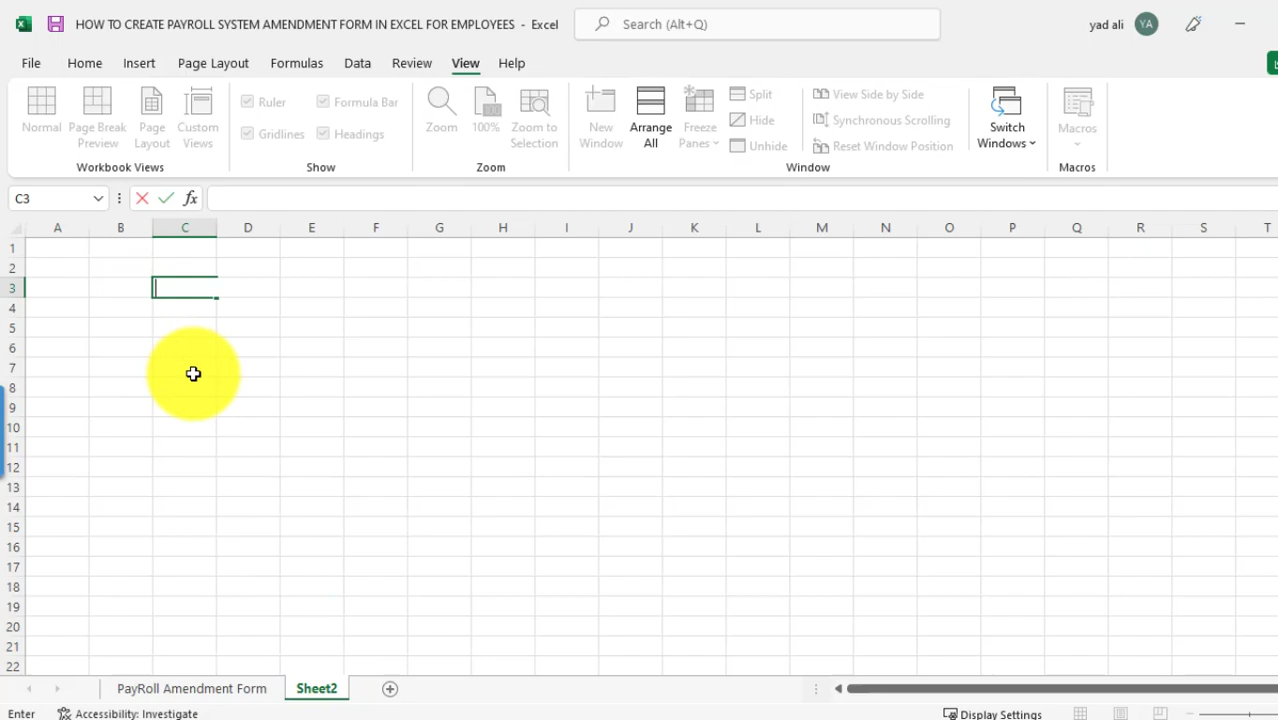 HOW TO CREATE PAYROLL SYSTEM AMENDMENT FORM IN EXCEL FOR EMPLOYEES - Excel
Search (Alt+Q)
yad ali YA
File Home Insert Page Layout Formulas Data Review View Help
Normal
Page Break Preview
Page Layout
Custom Views
Workbook Views
Ruler
Formula Bar
Gridlines
Headings
Show
Zoom
100%
Zoom to Selection
Zoom
New Window
Arrange All
Freeze Panes
Split
Hide
Unhide
View Side by Side
Synchronous Scrolling
Reset Window Position
Switch Windows
Window
Macros
Macros
C3 fx
A B C D E F G H I J K L M N O P Q R S T
1
2
3
4
5
6
7
8
9
10
11
12
13
14
15
16
17
18
19
20
21
22
PayRoll Amendment Form Sheet2
Enter Accessibility: Investigate Display Settings